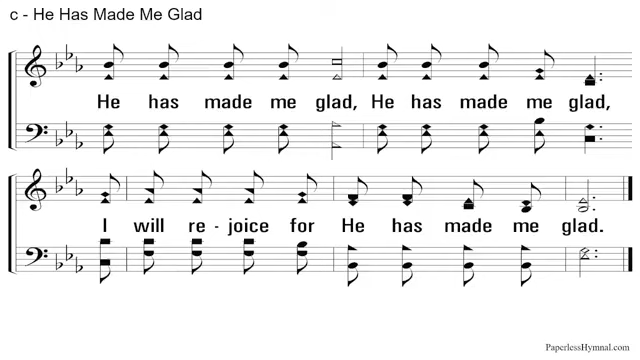 c - He Has Made Me Glad
He has made me glad, He has made me glad,
I will re - joice for He has made me glad.
PaperlessHymnal.com